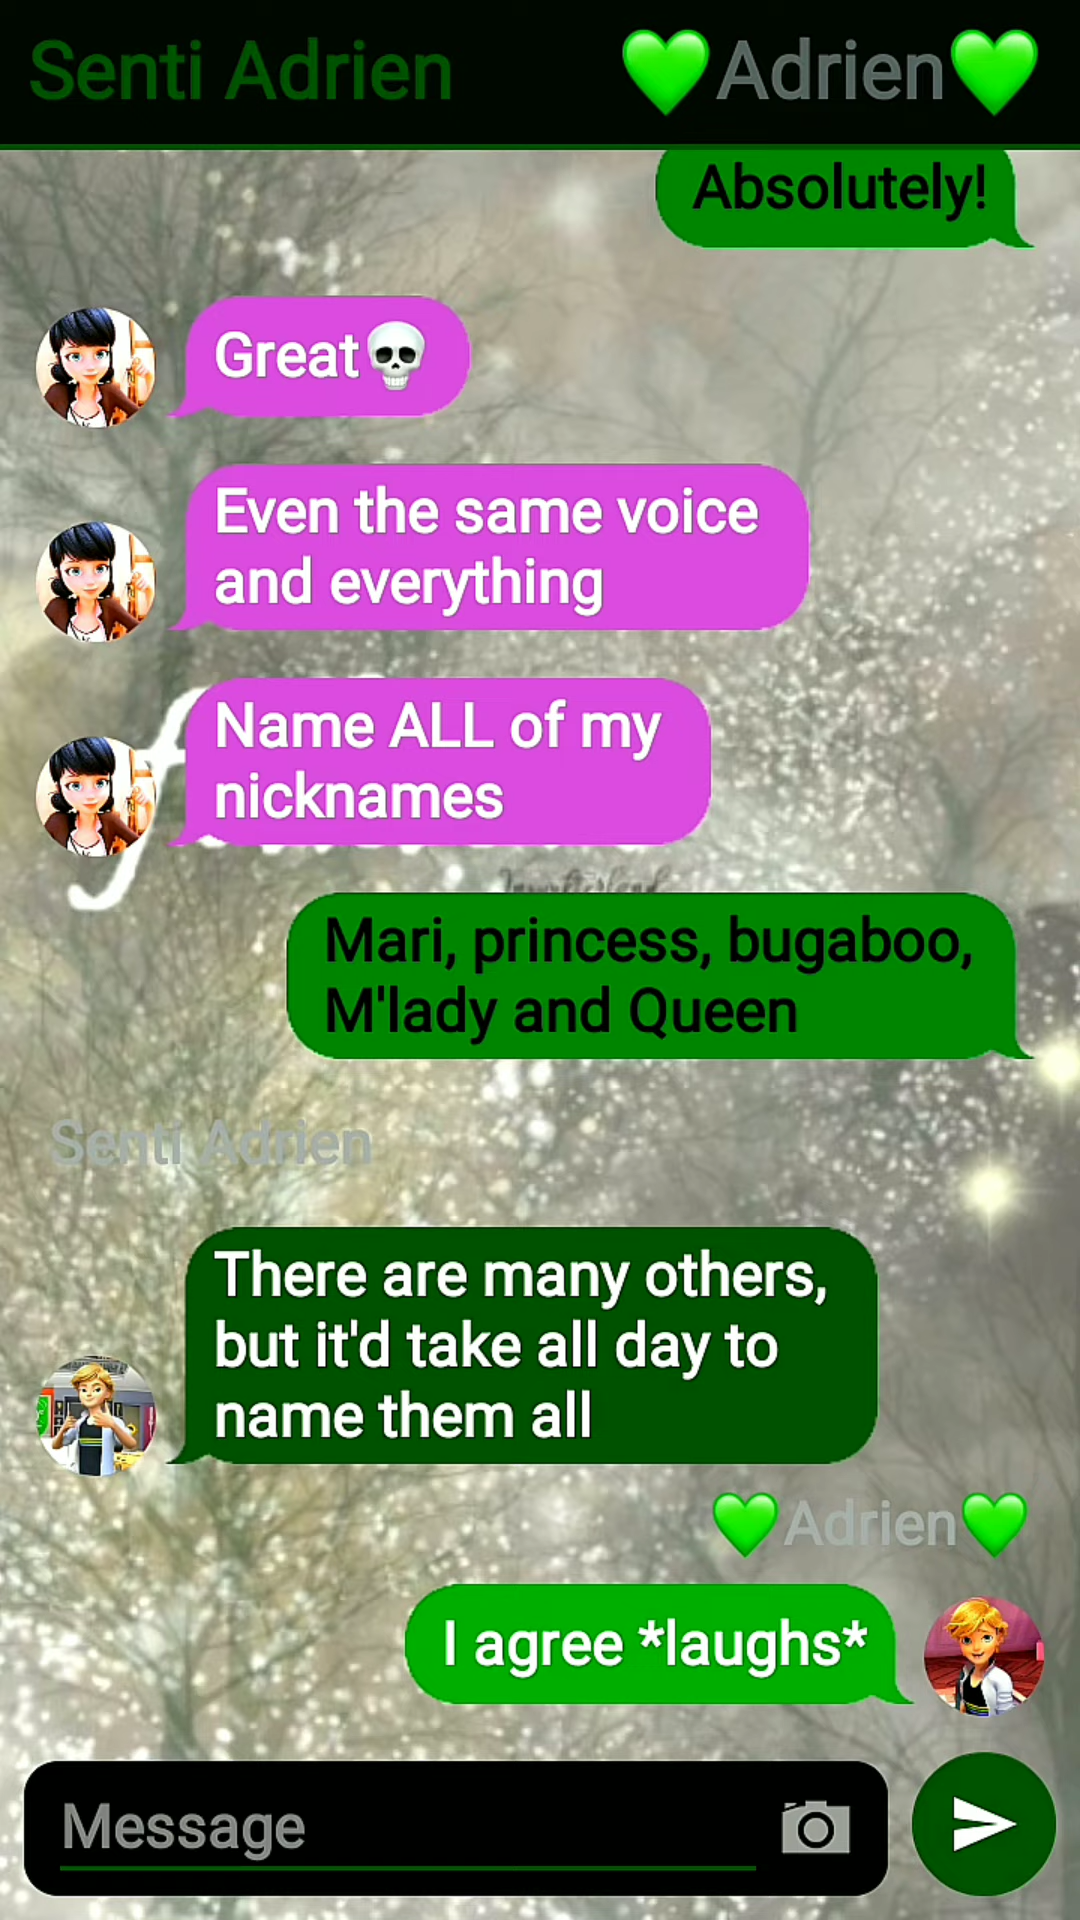 Senti Adrien 💚Adrien💚
Absolutely!
Great💀
Even the same voice
and everything
Name ALL of my
nicknames
Mari, princess, bugaboo,
M'lady and Queen
Senti Adrien
There are many others,
but it'd take all day to
name them all
💚Adrien💚
I agree *laughs*
Message